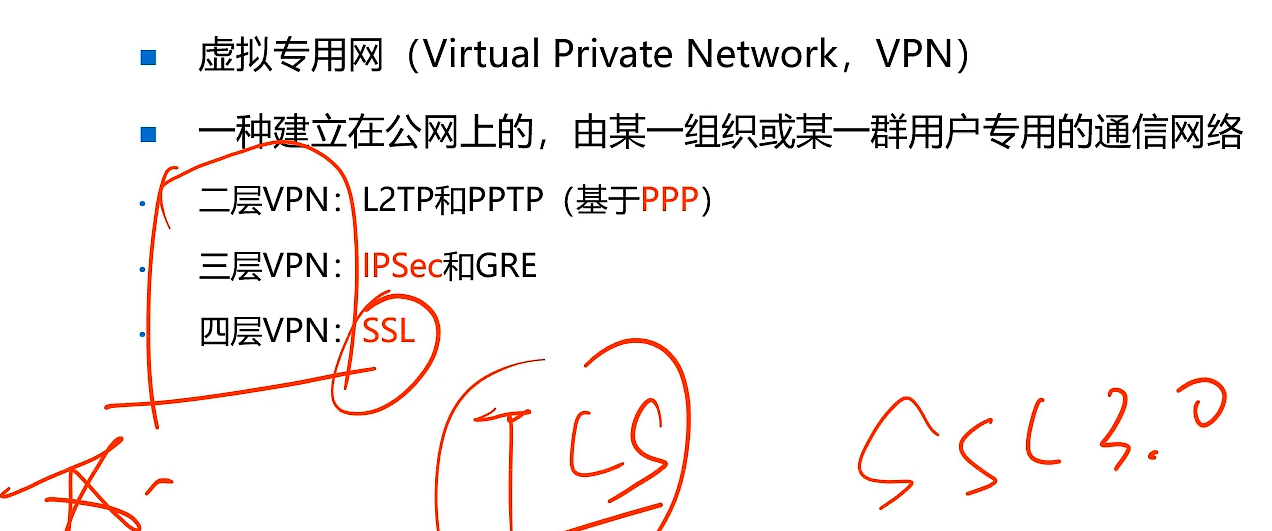 虚拟专用网（Virtual Private Network，VPN）
一种建立在公网上的，由某一组织或某一群用户专用的通信网络
二层VPN：L2TP和PPTP（基于PPP）
三层VPN：IPSec和GRE
四层VPN：SSL
TLS
SSL3.0